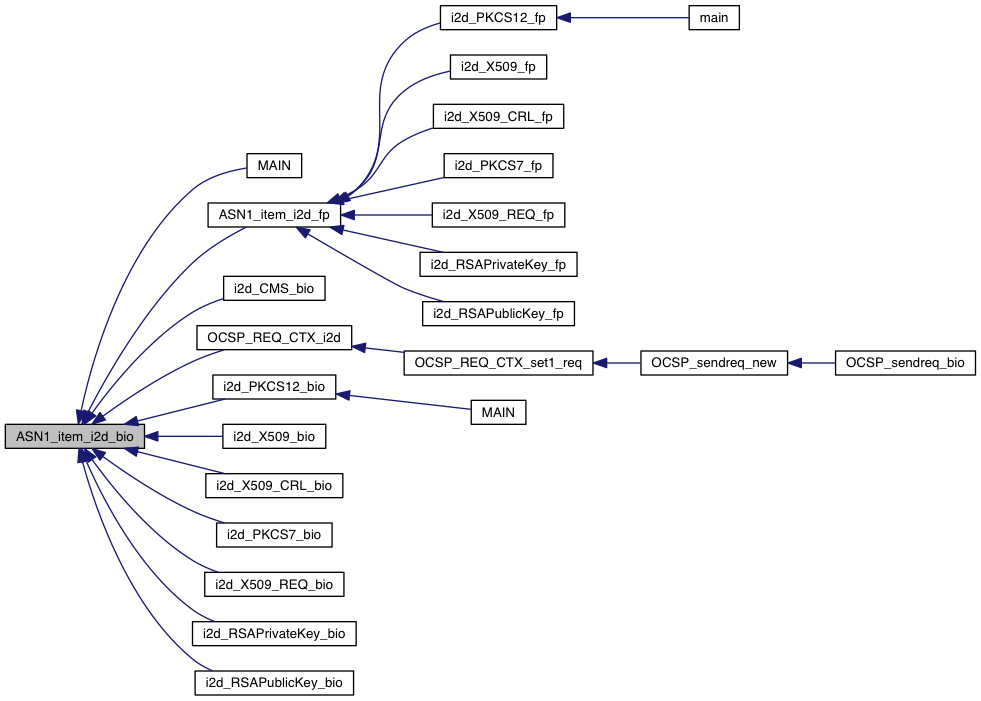 i2d_PKCS12_fp
main
i2d_X509_fp
i2d_X509_CRL_fp
MAIN
i2d_PKCS7_fp
ASN1_item_i2d_fp
i2d_X509_REQ_fp
i2d_RSAPrivateKey_fp
i2d_CMS_bio
i2d_RSAPublicKey_fp
OCSP_REQ_CTX_i2d
OCSP_REQ_CTX_set1_req
OCSP_sendreq_new
OCSP_sendreq_bio
i2d_PKCS12_bio
MAIN
ASN1_item_i2d_bio
i2d_X509_bio
i2d_X509_CRL_bio
i2d_PKCS7_bio
i2d_X509_REQ_bio
i2d_RSAPrivateKey_bio
i2d_RSAPublicKey_bio